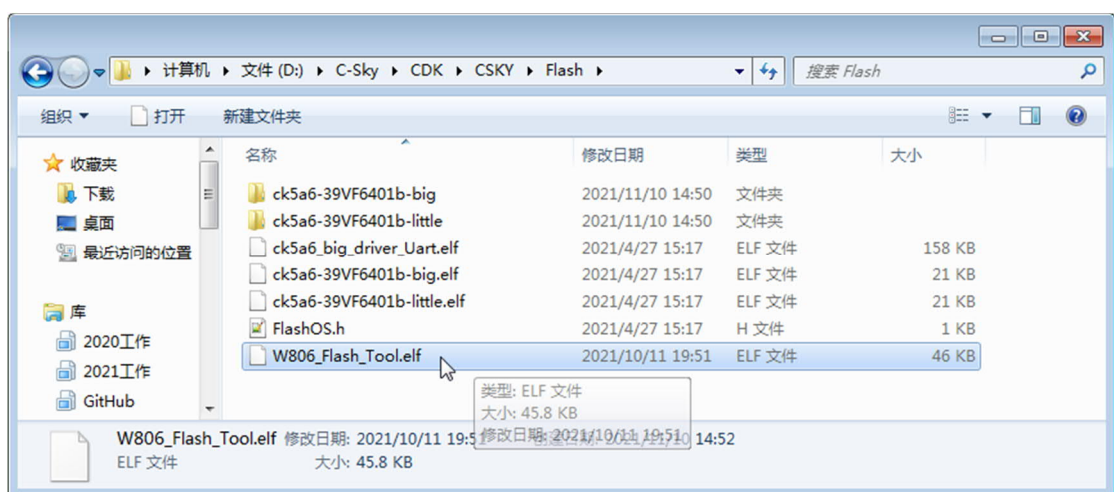 计算机 文件 (D:) C-Sky CDK CSKY Flash 搜索 Flash
组织 打开 新建文件夹
收藏夹
下载
桌面
最近访问的位置
库
2020工作
2021工作
GitHub
名称 修改日期 类型 大小
ck5a6-39VF6401b-big 2021/11/10 14:50 文件夹
ck5a6-39VF6401b-little 2021/11/10 14:50 文件夹
ck5a6_big_driver_Uart.elf 2021/4/27 15:17 ELF 文件 158 KB
ck5a6-39VF6401b-big.elf 2021/4/27 15:17 ELF 文件 21 KB
ck5a6-39VF6401b-little.elf 2021/4/27 15:17 ELF 文件 21 KB
FlashOS.h 2021/4/27 15:17 H 文件 1 KB
W806_Flash_Tool.elf 2021/10/11 19:51 ELF 文件 46 KB
类型: ELF 文件
大小: 45.8 KB
修改日期: 2021/10/11 19:51
W806_Flash_Tool.elf 修改日期: 2021/10/11 19:5 14:52
ELF 文件 大小: 45.8 KB